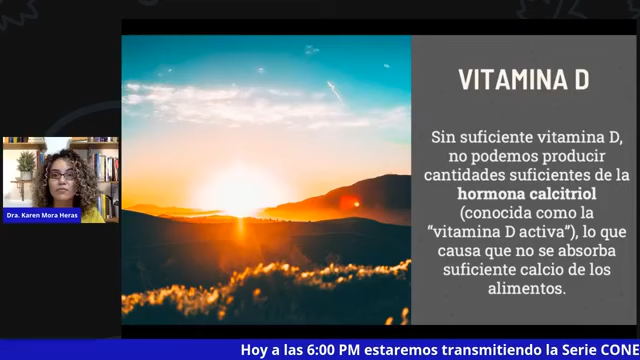 VITAMINA D
Sin suficiente vitamina D,
no podemos producir
cantidades suficientes de la
hormona calcitriol
(conocida como la
“vitamina D activa”), lo que
causa que no se absorba
suficiente calcio de los
alimentos.
Dra. Karen Mora Heras
Hoy a las 6:00 PM estaremos transmitiendo la Serie CONE